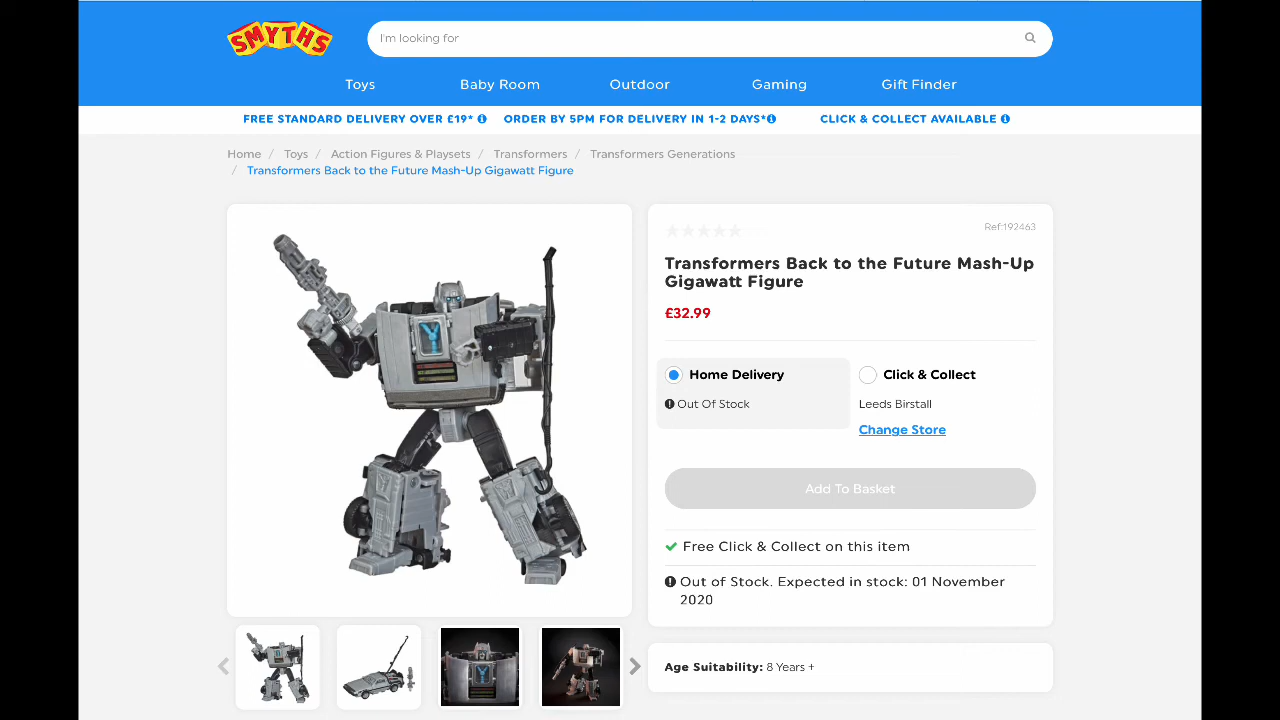 SMYTHS
I'm looking for
Toys
Baby Room
Outdoor
Gaming
Gift Finder
FREE STANDARD DELIVERY OVER £19*
ORDER BY 5PM FOR DELIVERY IN 1-2 DAYS*
CLICK & COLLECT AVAILABLE
Home / Toys / Action Figures & Playsets / Transformers / Transformers Generations
/ Transformers Back to the Future Mash-Up Gigawatt Figure
Ref:192463
Transformers Back to the Future Mash-Up
Gigawatt Figure
£32.99
Home Delivery
Out Of Stock
Click & Collect
Leeds Birstall
Change Store
Add To Basket
Free Click & Collect on this item
Out of Stock. Expected in stock: 01 November
2020
Age Suitability: 8 Years +